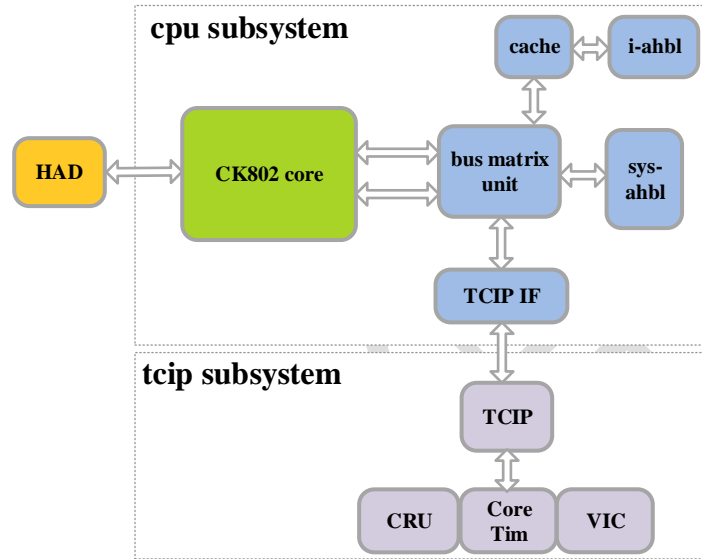 cpu subsystem
cache
i-ahbl
HAD
CK802 core
bus matrix
unit
sys-
ahbl
TCIP IF
tcip subsystem
TCIP
CRU
Core
Tim
VIC